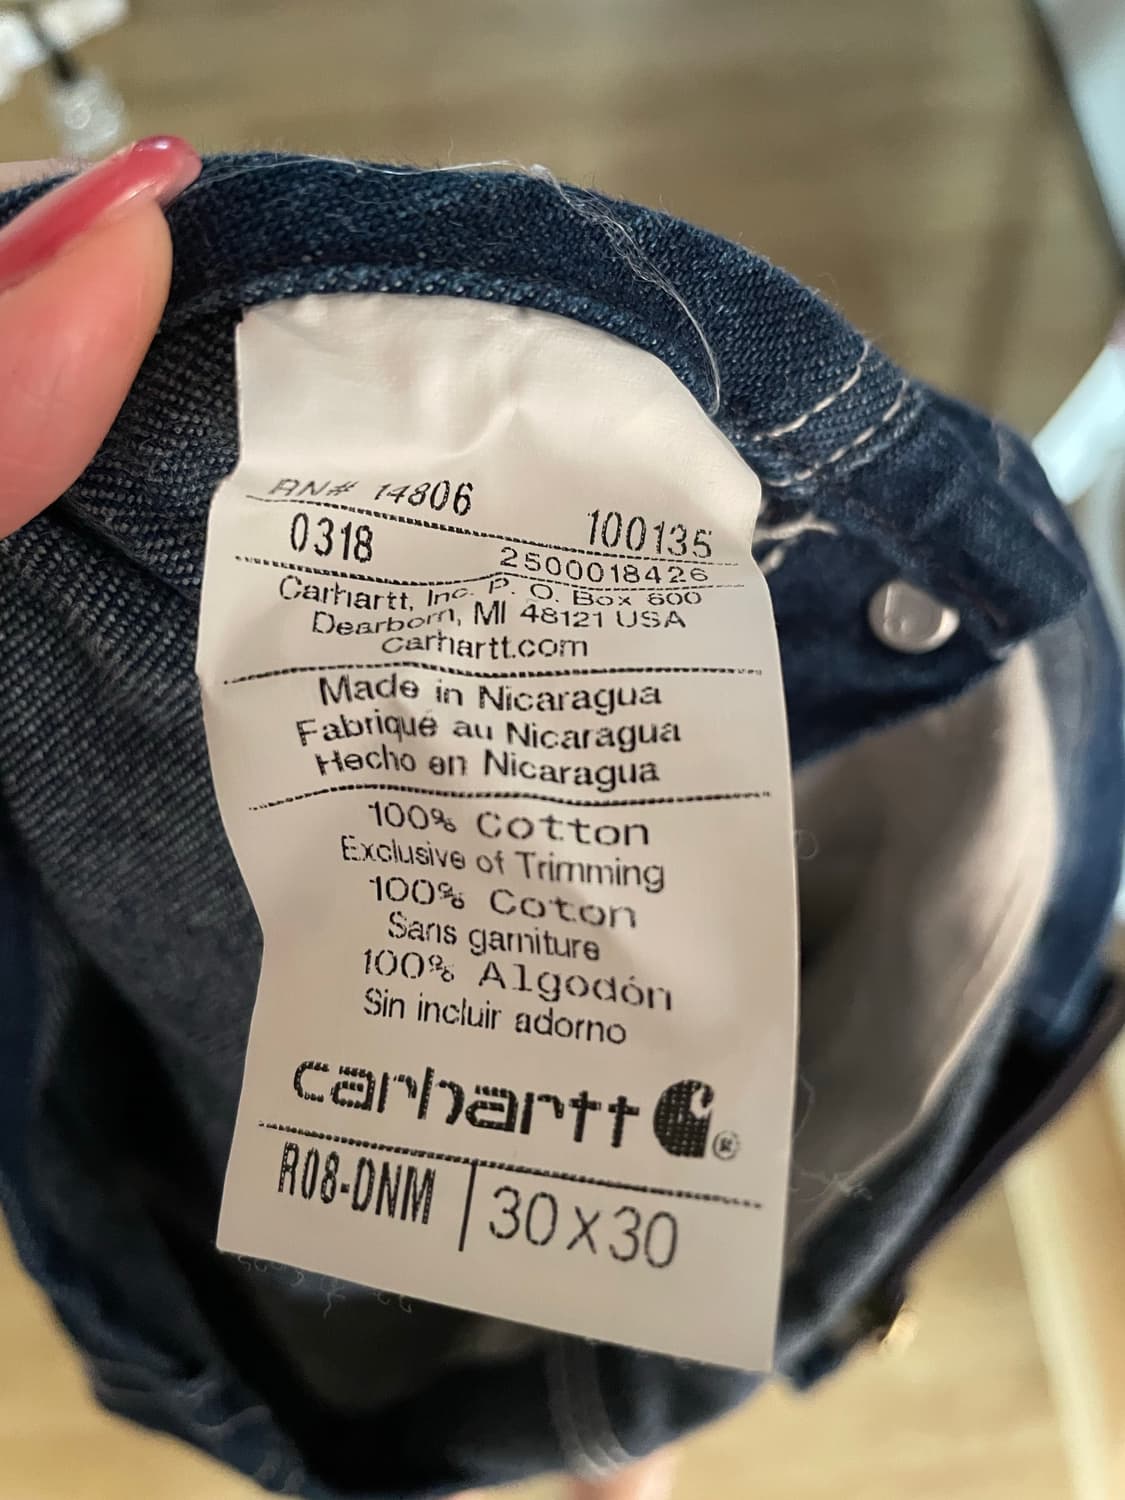 RN# 14806
100135
0318
2500018426
Carhartt, Inc. P. O. Box 600
Dearborn, MI 48121 USA
carhartt.com
Made in Nicaragua
Fabriqué au Nicaragua
Hecho en Nicaragua
100% Cotton
Exclusive of Trimming
100% Coton
Sans garniture
100% Algodón
Sin incluir adorno
carhartt ®
R08-DNM | 30X30